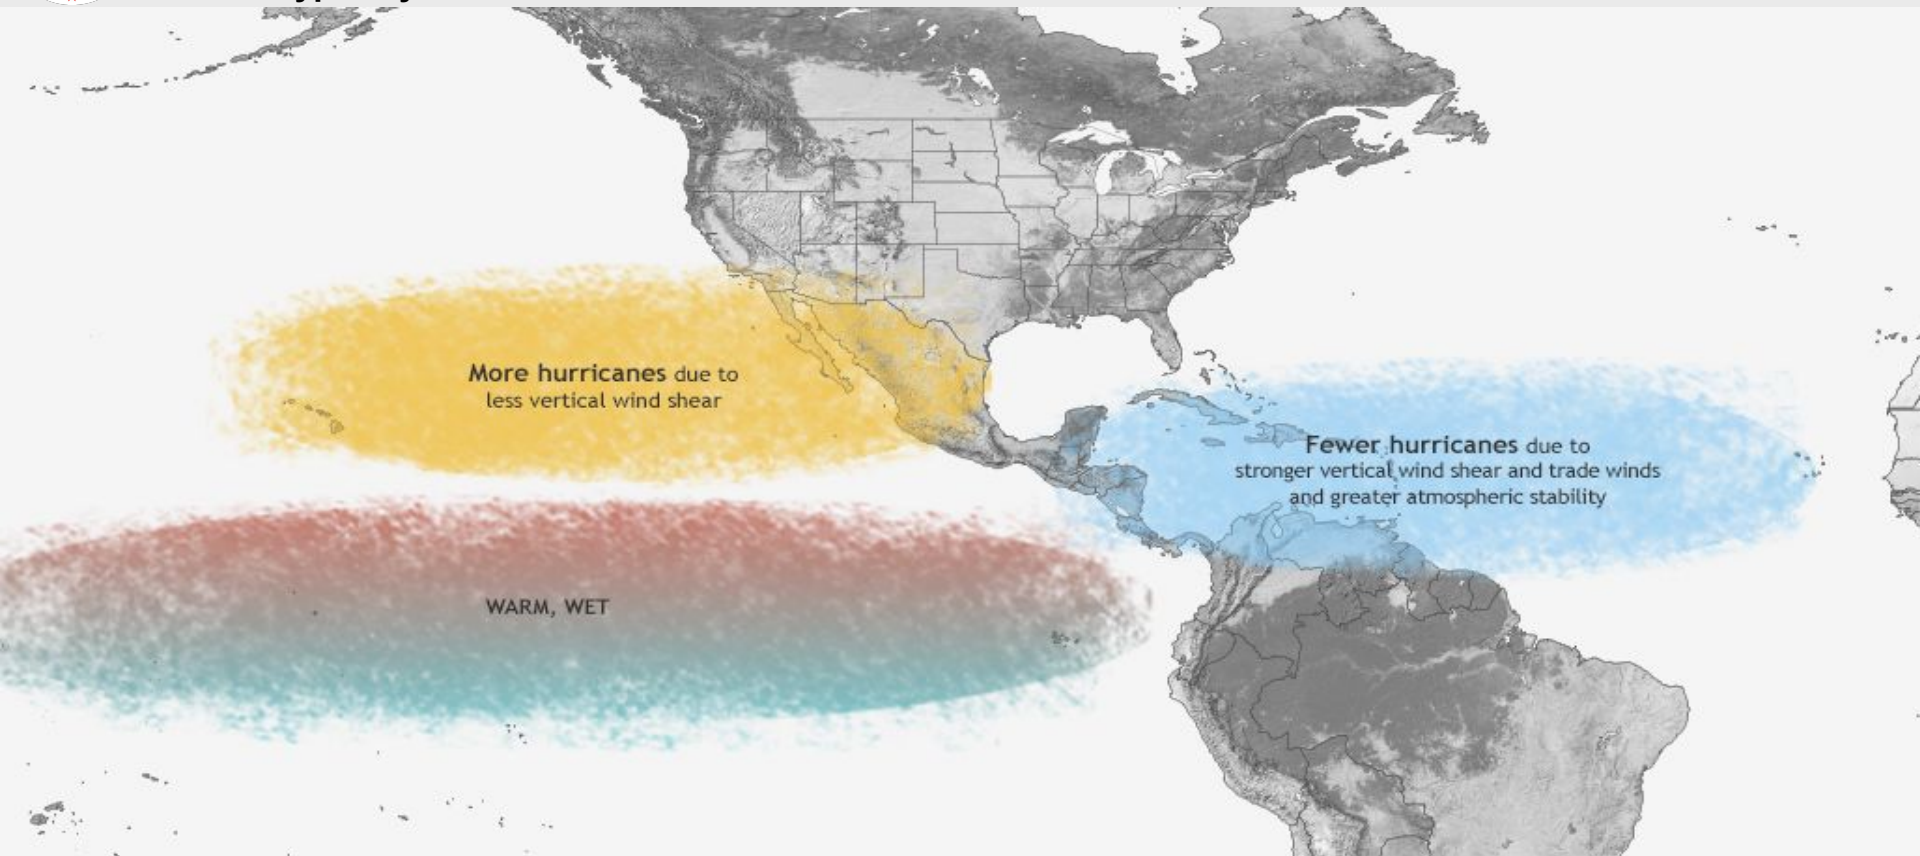 More hurricanes due to
less vertical wind shear
Fewer hurricanes due to
stronger vertical wind shear and trade winds
and greater atmospheric stability
WARM, WET